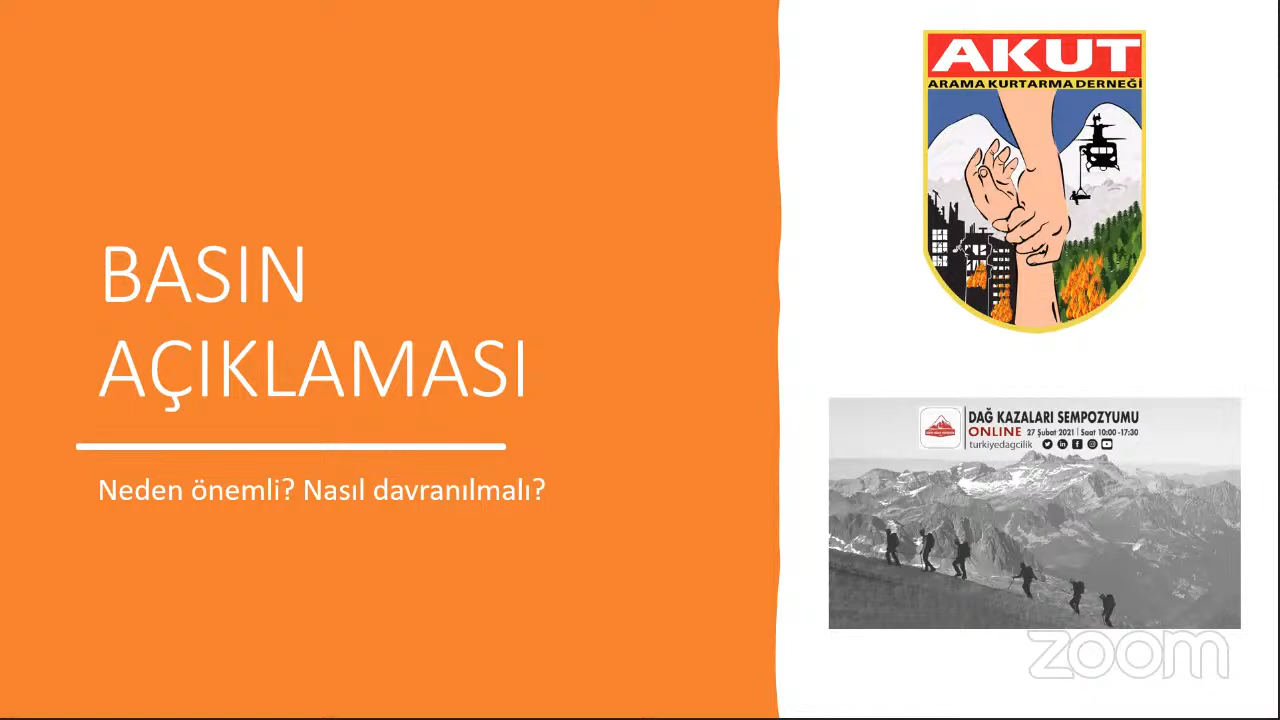 BASIN
AÇIKLAMASI
Neden önemli? Nasıl davranılmalı?
AKUT
ARAMA KURTARMA DERNEĞİ
DAĞ KAZALARI SEMPOZYUMU
ONLINE 27 Şubat 2021 | Saat 10:00-17:30
turkiyedagcilik
zoom